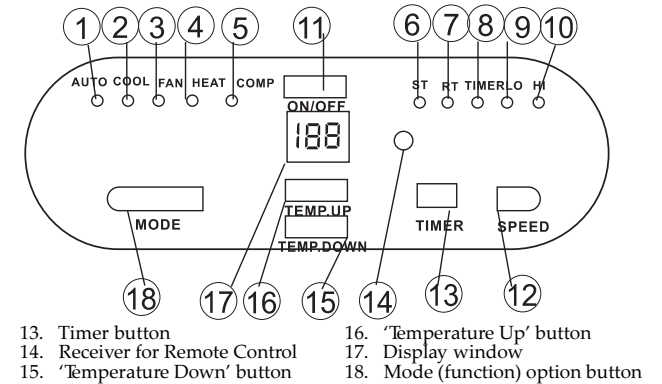 1 2 3 4 5 11 6 7 8 9 10
AUTO COOL FAN HEAT COMP
ST RT TIMER LO HI
ON/OFF
188
TEMP.UP
MODE
TIMER
SPEED
TEMP.DOWN
18 17 16 15 14 13 12
13. Timer button
14. Receiver for Remote Control
15. ‘Temperature Down’ button
16. ‘Temperature Up’ button
17. Display window
18. Mode (function) option button